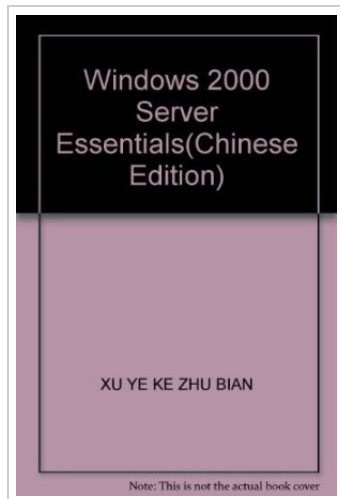 Windows 2000
Server
Essentials(Chinese
Edition)
XU YE KE ZHU BIAN
Note: This is not the actual book cover